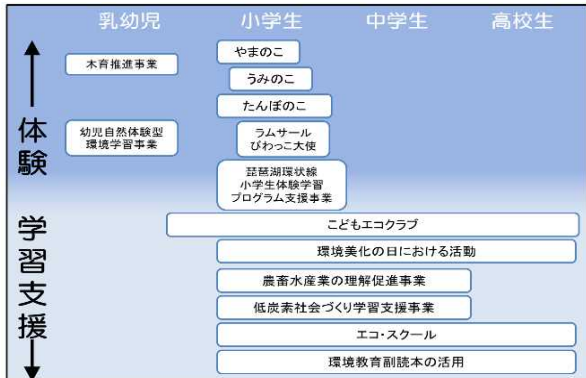 乳幼児 小学生 中学生 高校生
体験
木育推進事業
やまのこ
うみのこ
たんぼのこ
幼児自然体験型
環境学習事業
ラムサール
びわっこ大使
琵琶湖環状線
小学生体験学習
プログラム支援事業
学習支援
こどもエコクラブ
環境美化の日における活動
農畜水産業の理解促進事業
低炭素社会づくり学習支援事業
エコ・スクール
環境教育副読本の活用